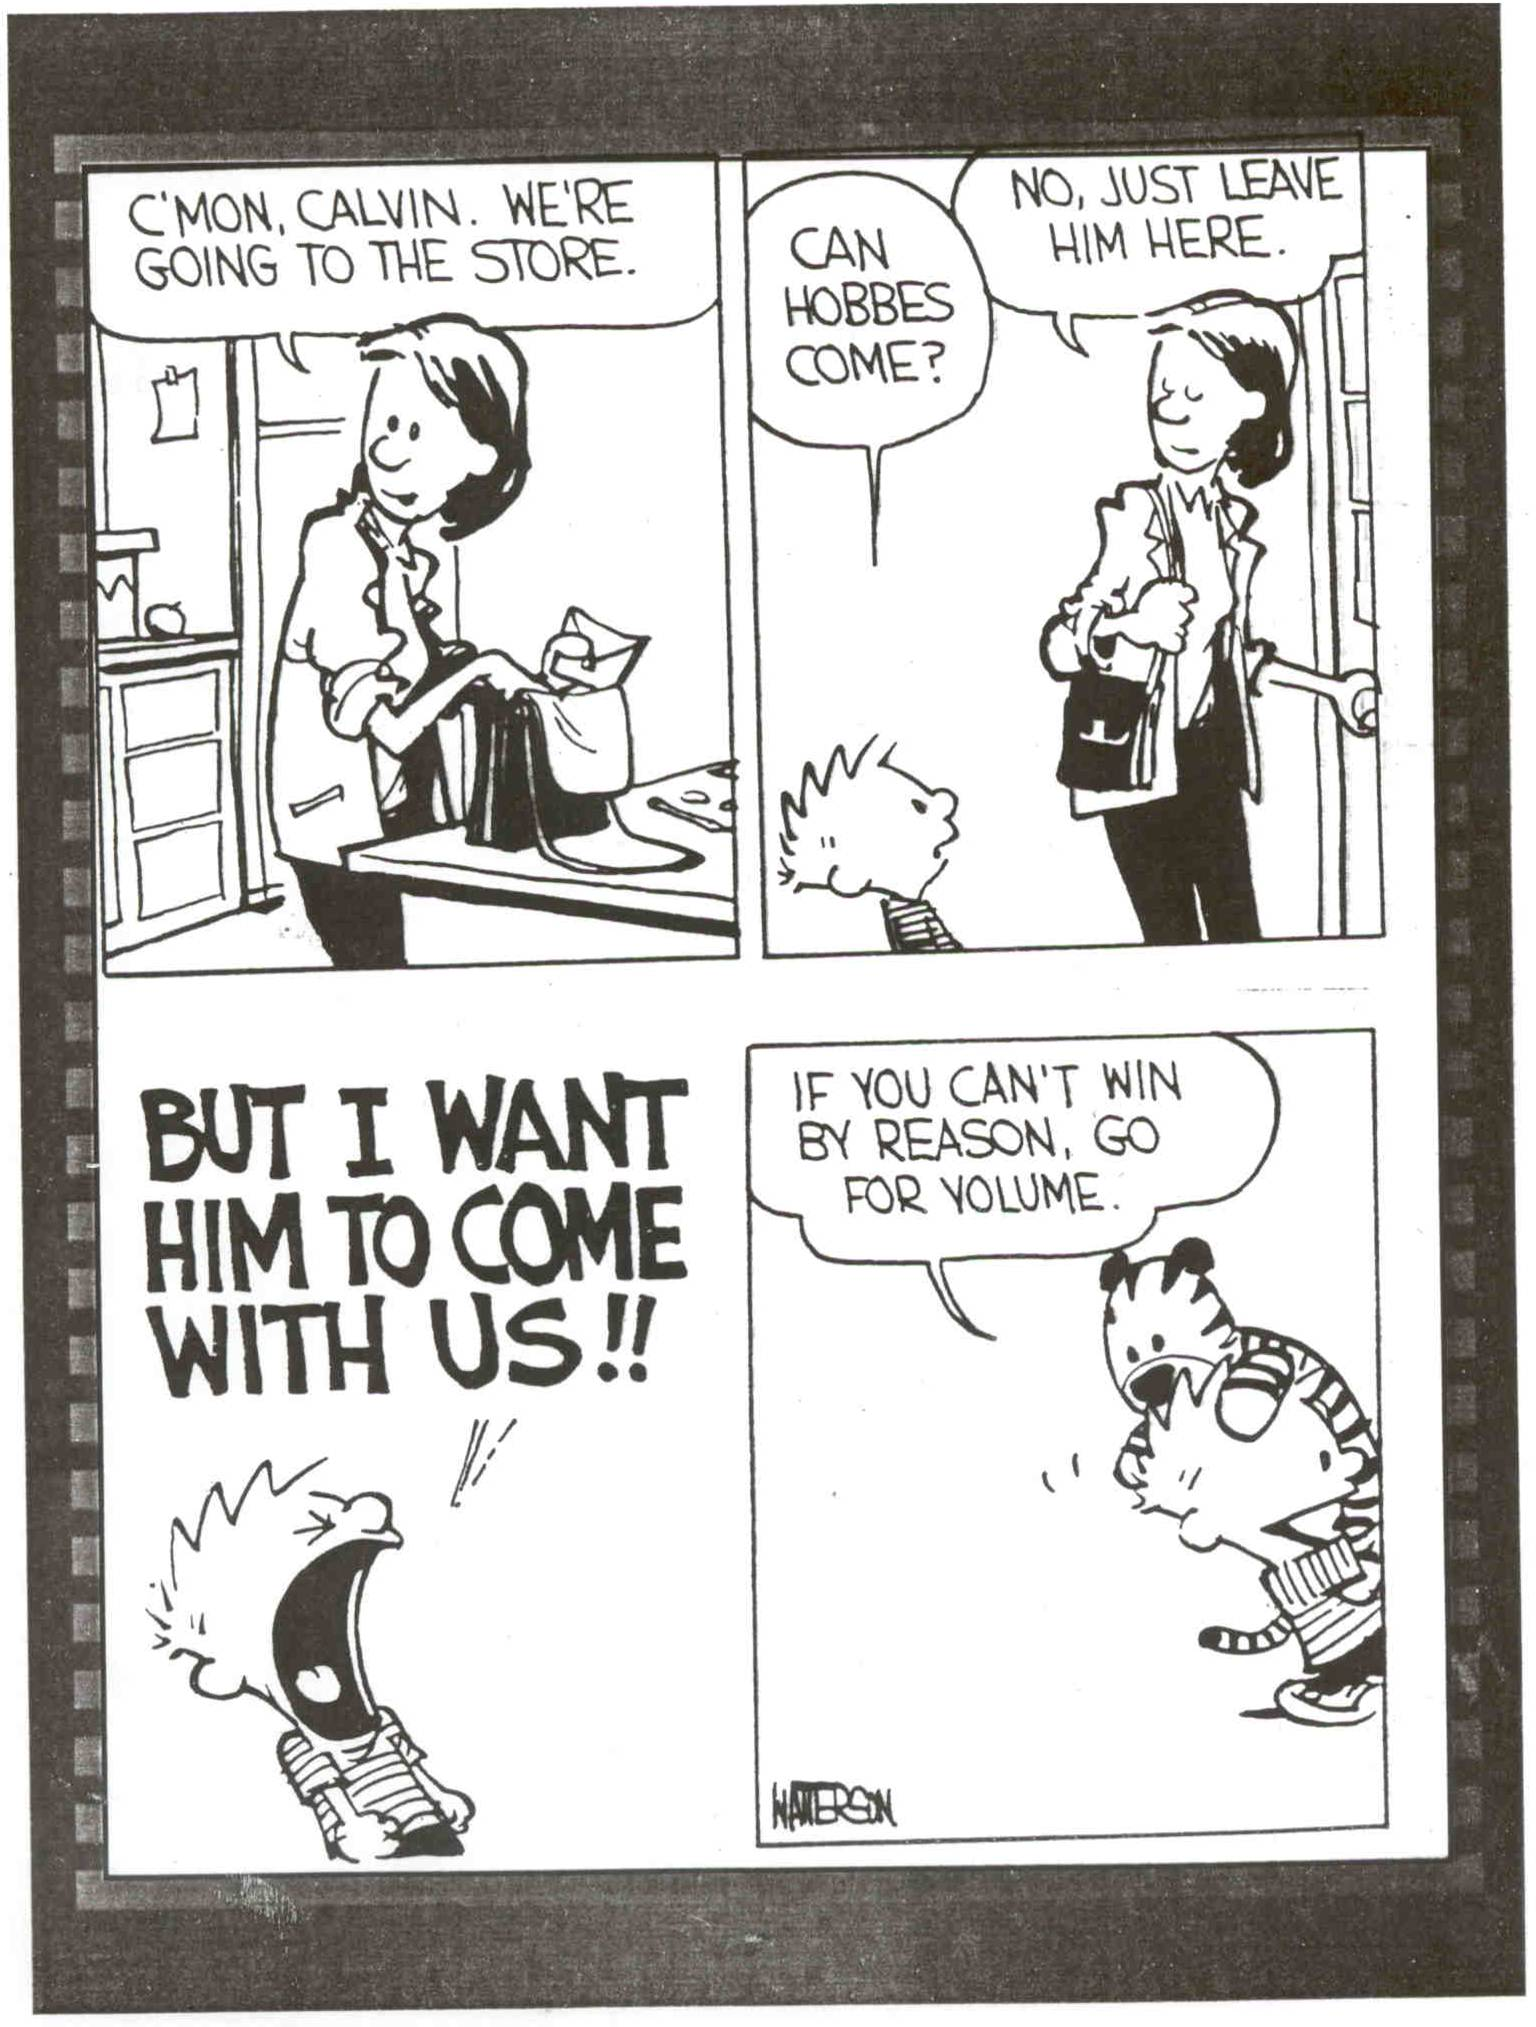 C'MON, CALVIN. WE'RE
GOING TO THE STORE.
CAN
HOBBES
COME?
NO, JUST LEAVE
HIM HERE.
BUT I WANT
HIM TO COME
WITH US!!
IF YOU CAN'T WIN
BY REASON, GO
FOR VOLUME.
WATTERSON